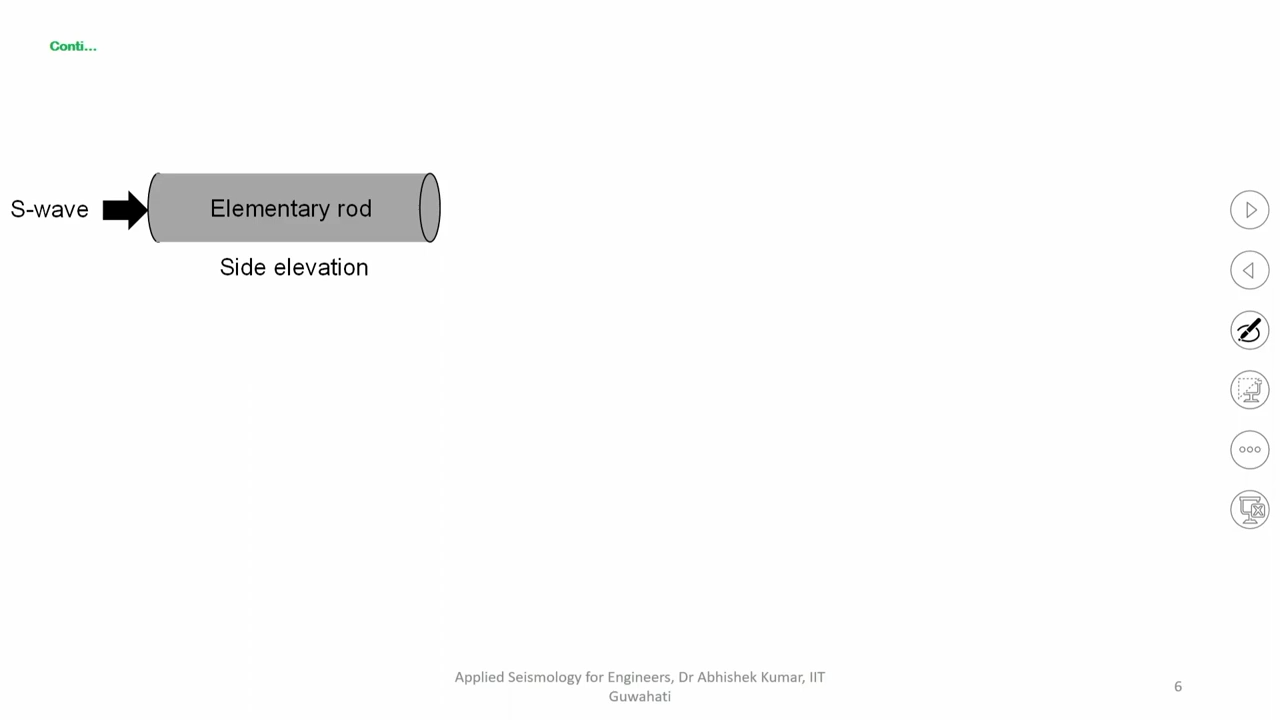 Conti...
S-wave
Elementary rod
Side elevation
Applied Seismology for Engineers, Dr Abhishek Kumar, IIT
Guwahati
6